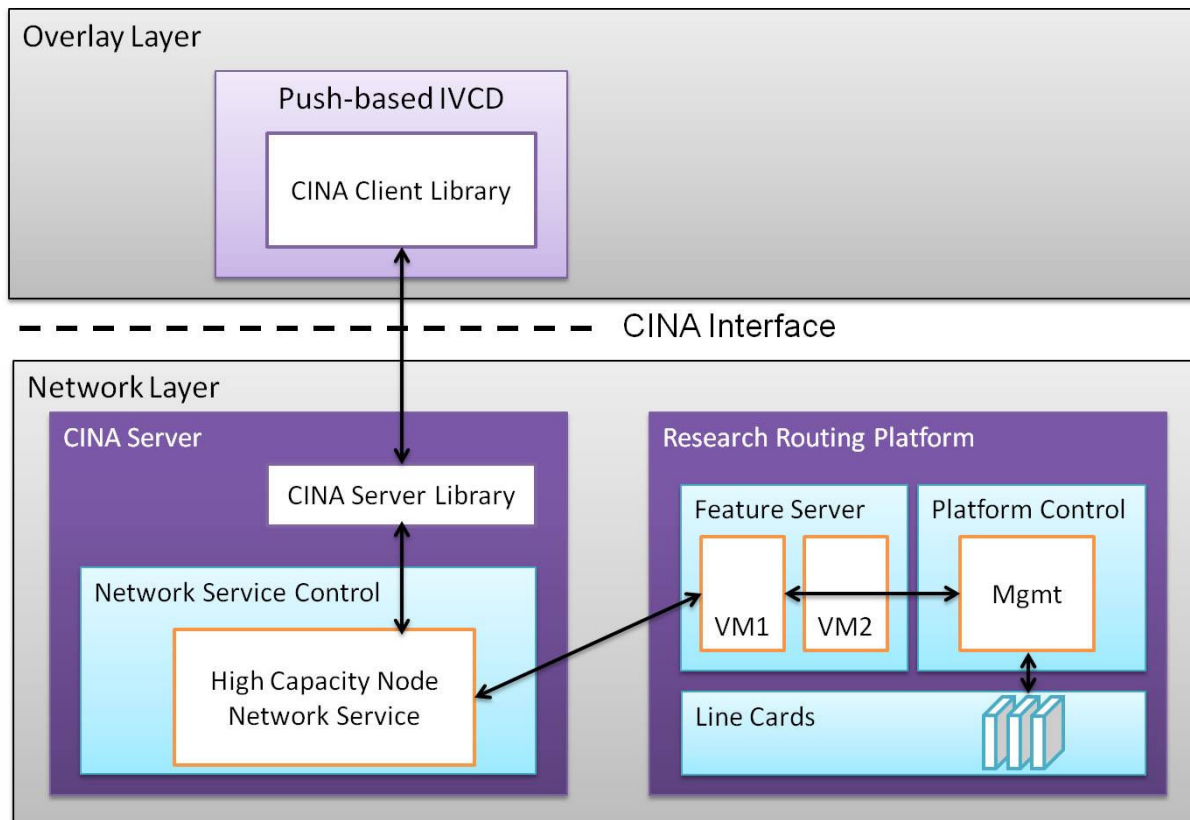 Overlay Layer
Push-based IVCD
CINA Client Library
CINA Interface
Network Layer
CINA Server
CINA Server Library
Network Service Control
High Capacity Node
Network Service
Research Routing Platform
Feature Server
VM1
VM2
Platform Control
Mgmt
Line Cards